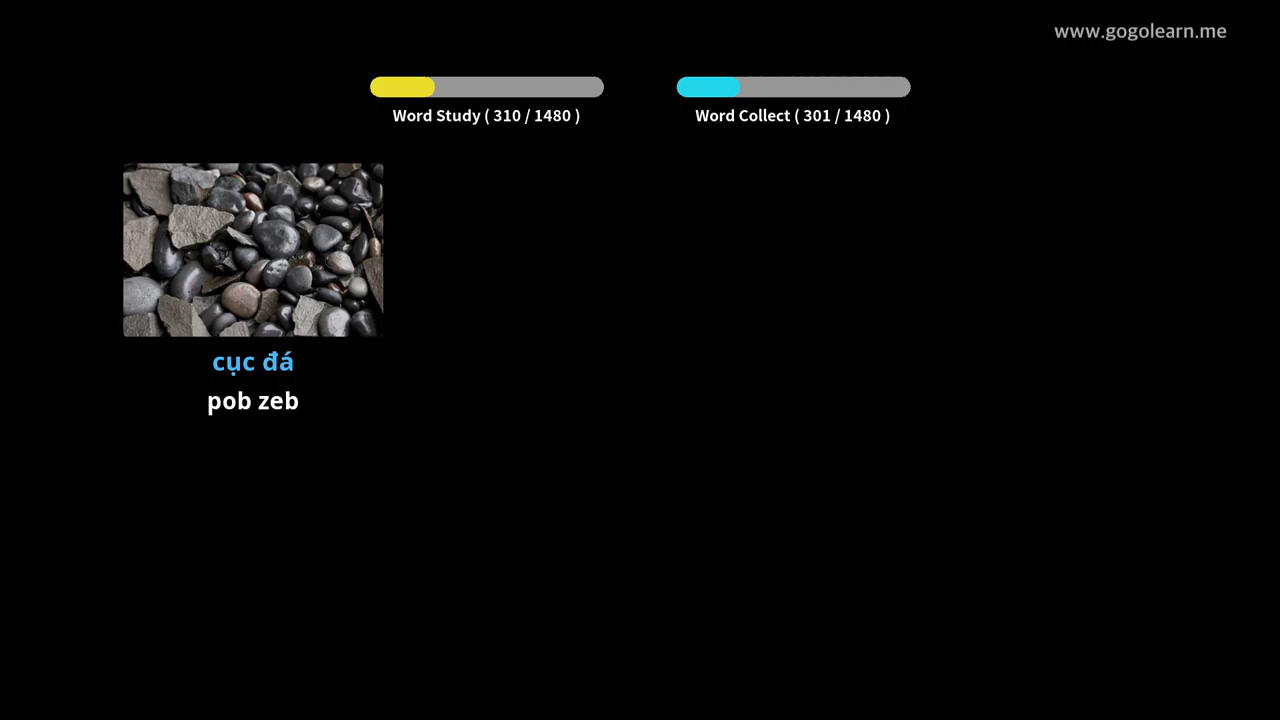 www.gogolearn.me
Word Study ( 310 / 1480 )
Word Collect ( 301 / 1480 )
cục đá
pob zeb